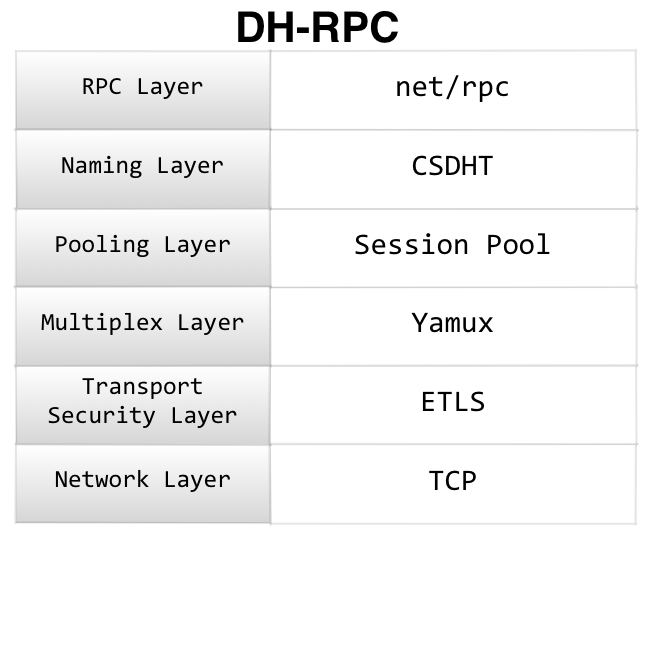 DH-RPC
RPC Layer
net/rpc
Naming Layer
CSDHT
Pooling Layer
Session Pool
Multiplex Layer
Yamux
Transport
Security Layer
ETLS
Network Layer
TCP